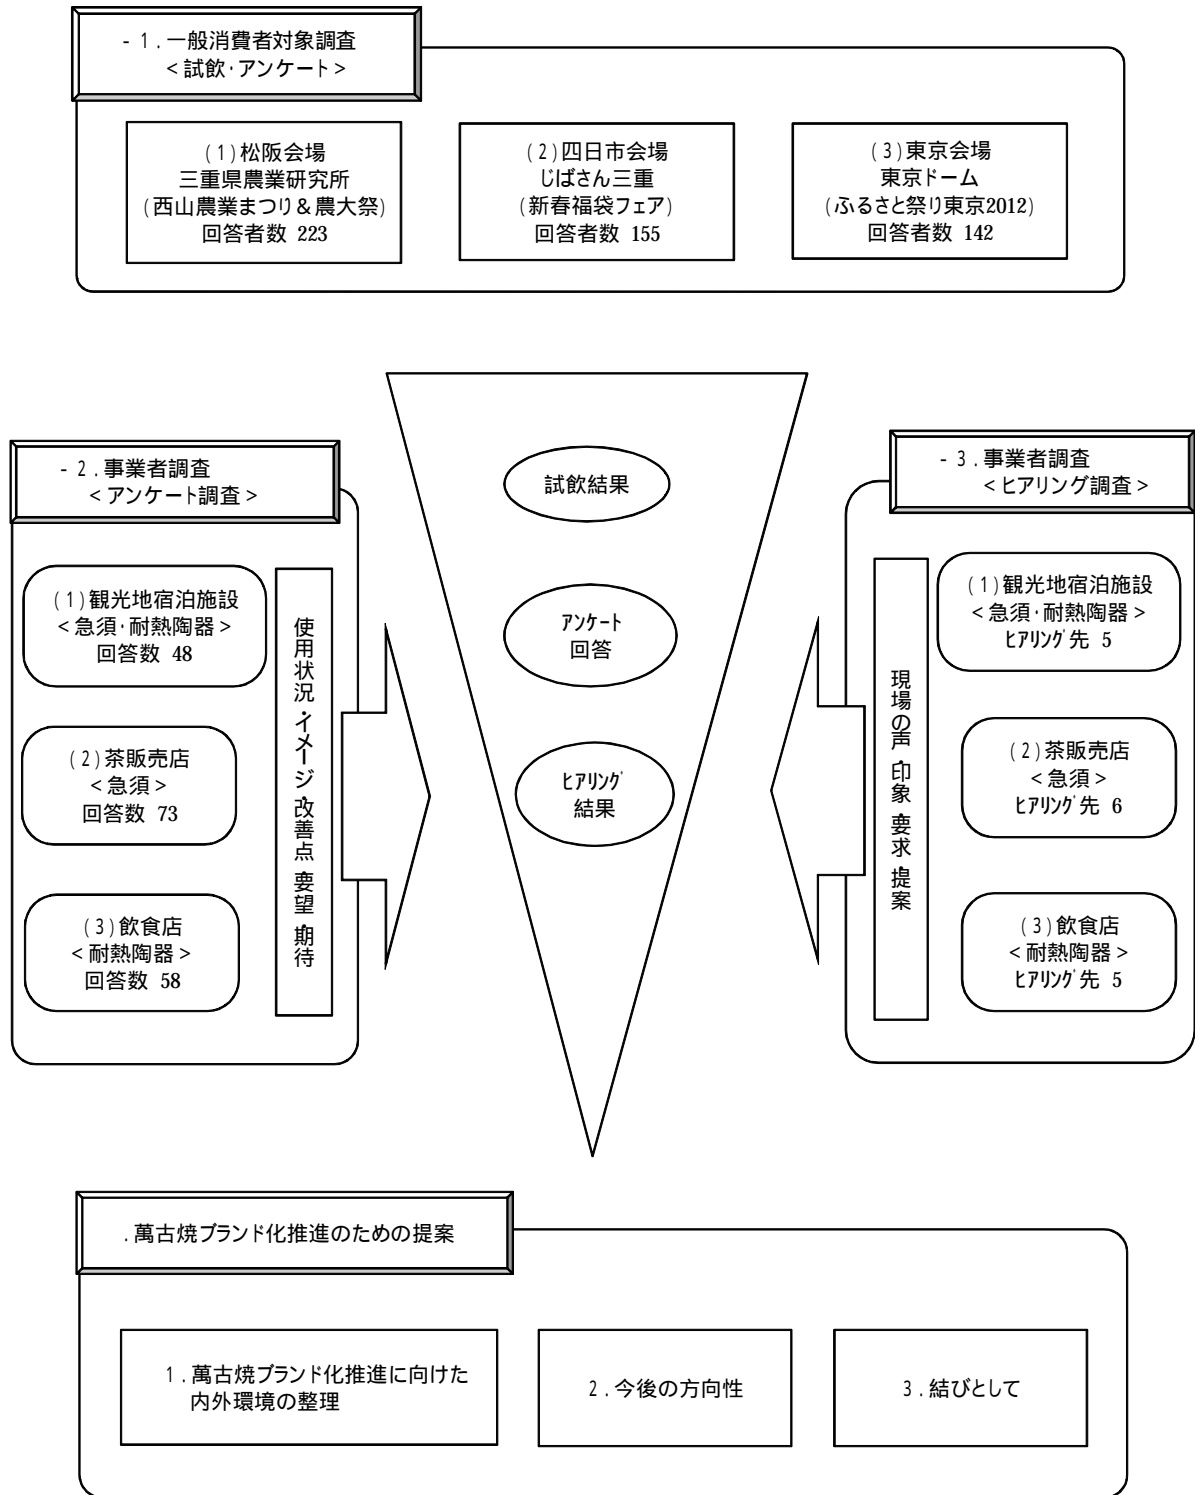 - 1.一般消費者対象調査
<試飲・アンケート>
(1)松阪会場
三重県農業研究所
(西山農業まつり&農大祭)
回答者数 223
(2)四日市会場
じばさん三重
(新春福袋フェア)
回答者数 155
(3)東京会場
東京ドーム
(ふるさと祭り東京2012)
回答者数 142
- 2.事業者調査
<アンケート調査>
(1)観光地宿泊施設
<急須・耐熱陶器>
回答数 48
(2)茶販売店
<急須>
回答数 73
(3)飲食店
<耐熱陶器>
回答数 58
使用状況・イメージ・改善点・要望・期待
試飲結果
アンケート
回答
ヒアリング
結果
- 3.事業者調査
<ヒアリング調査>
現場の声・印象・要求・提案
(1)観光地宿泊施設
<急須・耐熱陶器>
ヒアリング先 5
(2)茶販売店
<急須>
ヒアリング先 6
(3)飲食店
<耐熱陶器>
ヒアリング先 5
.萬古焼ブランド化推進のための提案
1.萬古焼ブランド化推進に向けた
内外環境の整理
2.今後の方向性
3.結びとして